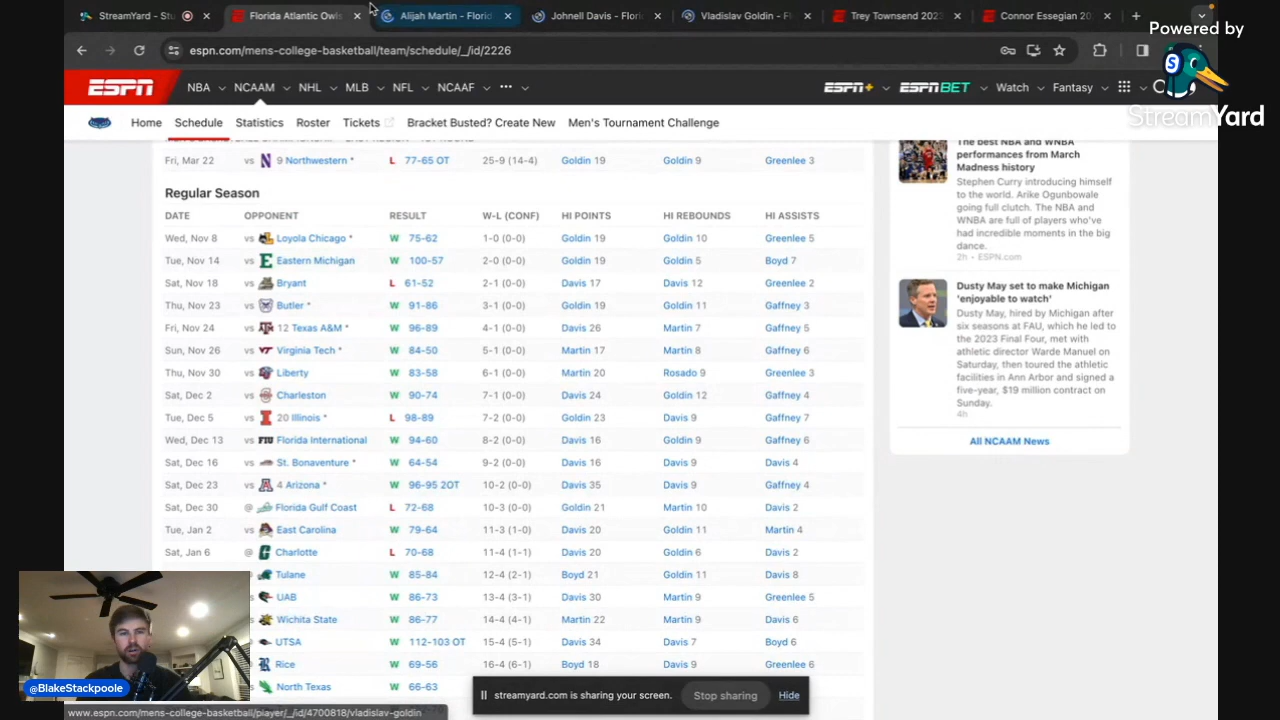 StreamYard - Stu
Florida Atlantic Owls
Alijah Martin - Florid
Johnell Davis - Flori
Vladislav Goldin - F
Trey Townsend 2023
Connor Essegian 20
Powered by
StreamYard
espn.com/mens-college-basketball/team/schedule/_/id/2226
ESPN NBA NCAAM NHL MLB NFL NCAAF ESPN+ ESPN BET Watch Fantasy
Home Schedule Statistics Roster Tickets Bracket Busted? Create New Men's Tournament Challenge
Fri, Mar 22 vs 9 Northwestern * L 77-65 OT 25-9 (14-4) Goldin 19 Goldin 9 Greenlee 3
Regular Season
DATE OPPONENT RESULT W-L (CONF) HI POINTS HI REBOUNDS HI ASSISTS
Wed, Nov 8 vs Loyola Chicago * W 75-62 1-0 (0-0) Goldin 19 Goldin 10 Greenlee 5
Tue, Nov 14 vs Eastern Michigan W 100-57 2-0 (0-0) Goldin 19 Goldin 5 Boyd 7
Sat, Nov 18 vs Bryant L 61-52 2-1 (0-0) Davis 17 Davis 12 Greenlee 2
Thu, Nov 23 vs Butler * W 91-86 3-1 (0-0) Goldin 19 Goldin 11 Gaffney 3
Fri, Nov 24 vs 12 Texas A&M * W 96-89 4-1 (0-0) Davis 26 Martin 7 Gaffney 5
Sun, Nov 26 vs Virginia Tech * W 84-50 5-1 (0-0) Martin 17 Martin 8 Gaffney 6
Thu, Nov 30 vs Liberty W 83-58 6-1 (0-0) Martin 20 Rosado 9 Greenlee 3
Sat, Dec 2 vs Charleston W 90-74 7-1 (0-0) Davis 24 Goldin 12 Gaffney 4
Tue, Dec 5 vs 20 Illinois * L 98-89 7-2 (0-0) Goldin 23 Davis 9 Gaffney 7
Wed, Dec 13 vs FIU Florida International W 94-60 8-2 (0-0) Davis 16 Goldin 9 Gaffney 6
Sat, Dec 16 vs St. Bonaventure * W 64-54 9-2 (0-0) Davis 16 Davis 9 Davis 4
Sat, Dec 23 vs 4 Arizona * W 96-95 2OT 10-2 (0-0) Davis 35 Davis 9 Gaffney 4
Sat, Dec 30 @ Florida Gulf Coast L 72-68 10-3 (0-0) Goldin 21 Martin 10 Davis 2
Tue, Jan 2 vs East Carolina W 79-64 11-3 (1-0) Davis 20 Goldin 11 Martin 4
Sat, Jan 6 @ Charlotte L 70-68 11-4 (1-1) Davis 20 Goldin 6 Davis 2
Tulane W 85-84 12-4 (2-1) Boyd 21 Goldin 11 Davis 8
UAB W 86-73 13-4 (3-1) Davis 30 Martin 9 Greenlee 5
Wichita State W 86-77 14-4 (4-1) Martin 22 Martin 9 Davis 6
UTSA W 112-103 OT 15-4 (5-1) Davis 34 Davis 7 Boyd 6
Rice W 69-56 16-4 (6-1) Boyd 18 Davis 9 Greenlee 6
North Texas W 66-63
The best NBA and WNBA
performances from March
Madness history
Stephen Curry introducing himself
to the world. Arike Ogunbowale
going full clutch. The NBA and
WNBA are full of players who've
had incredible moments in the big
dance.
2h - ESPN.com
Dusty May set to make Michigan
'enjoyable to watch'
Dusty May, hired by Michigan after
six seasons at FAU, which he led to
the 2023 Final Four, met with
athletic director Warde Manuel on
Saturday, then toured the athletic
facilities in Ann Arbor and signed a
five-year, $19 million contract on
Sunday.
4h
All NCAAM News
@BlakeStackpoole
streamyard.com is sharing your screen. Stop sharing Hide
www.espn.com/mens-college-basketball/player/_/id/4700818/vladislav-goldin